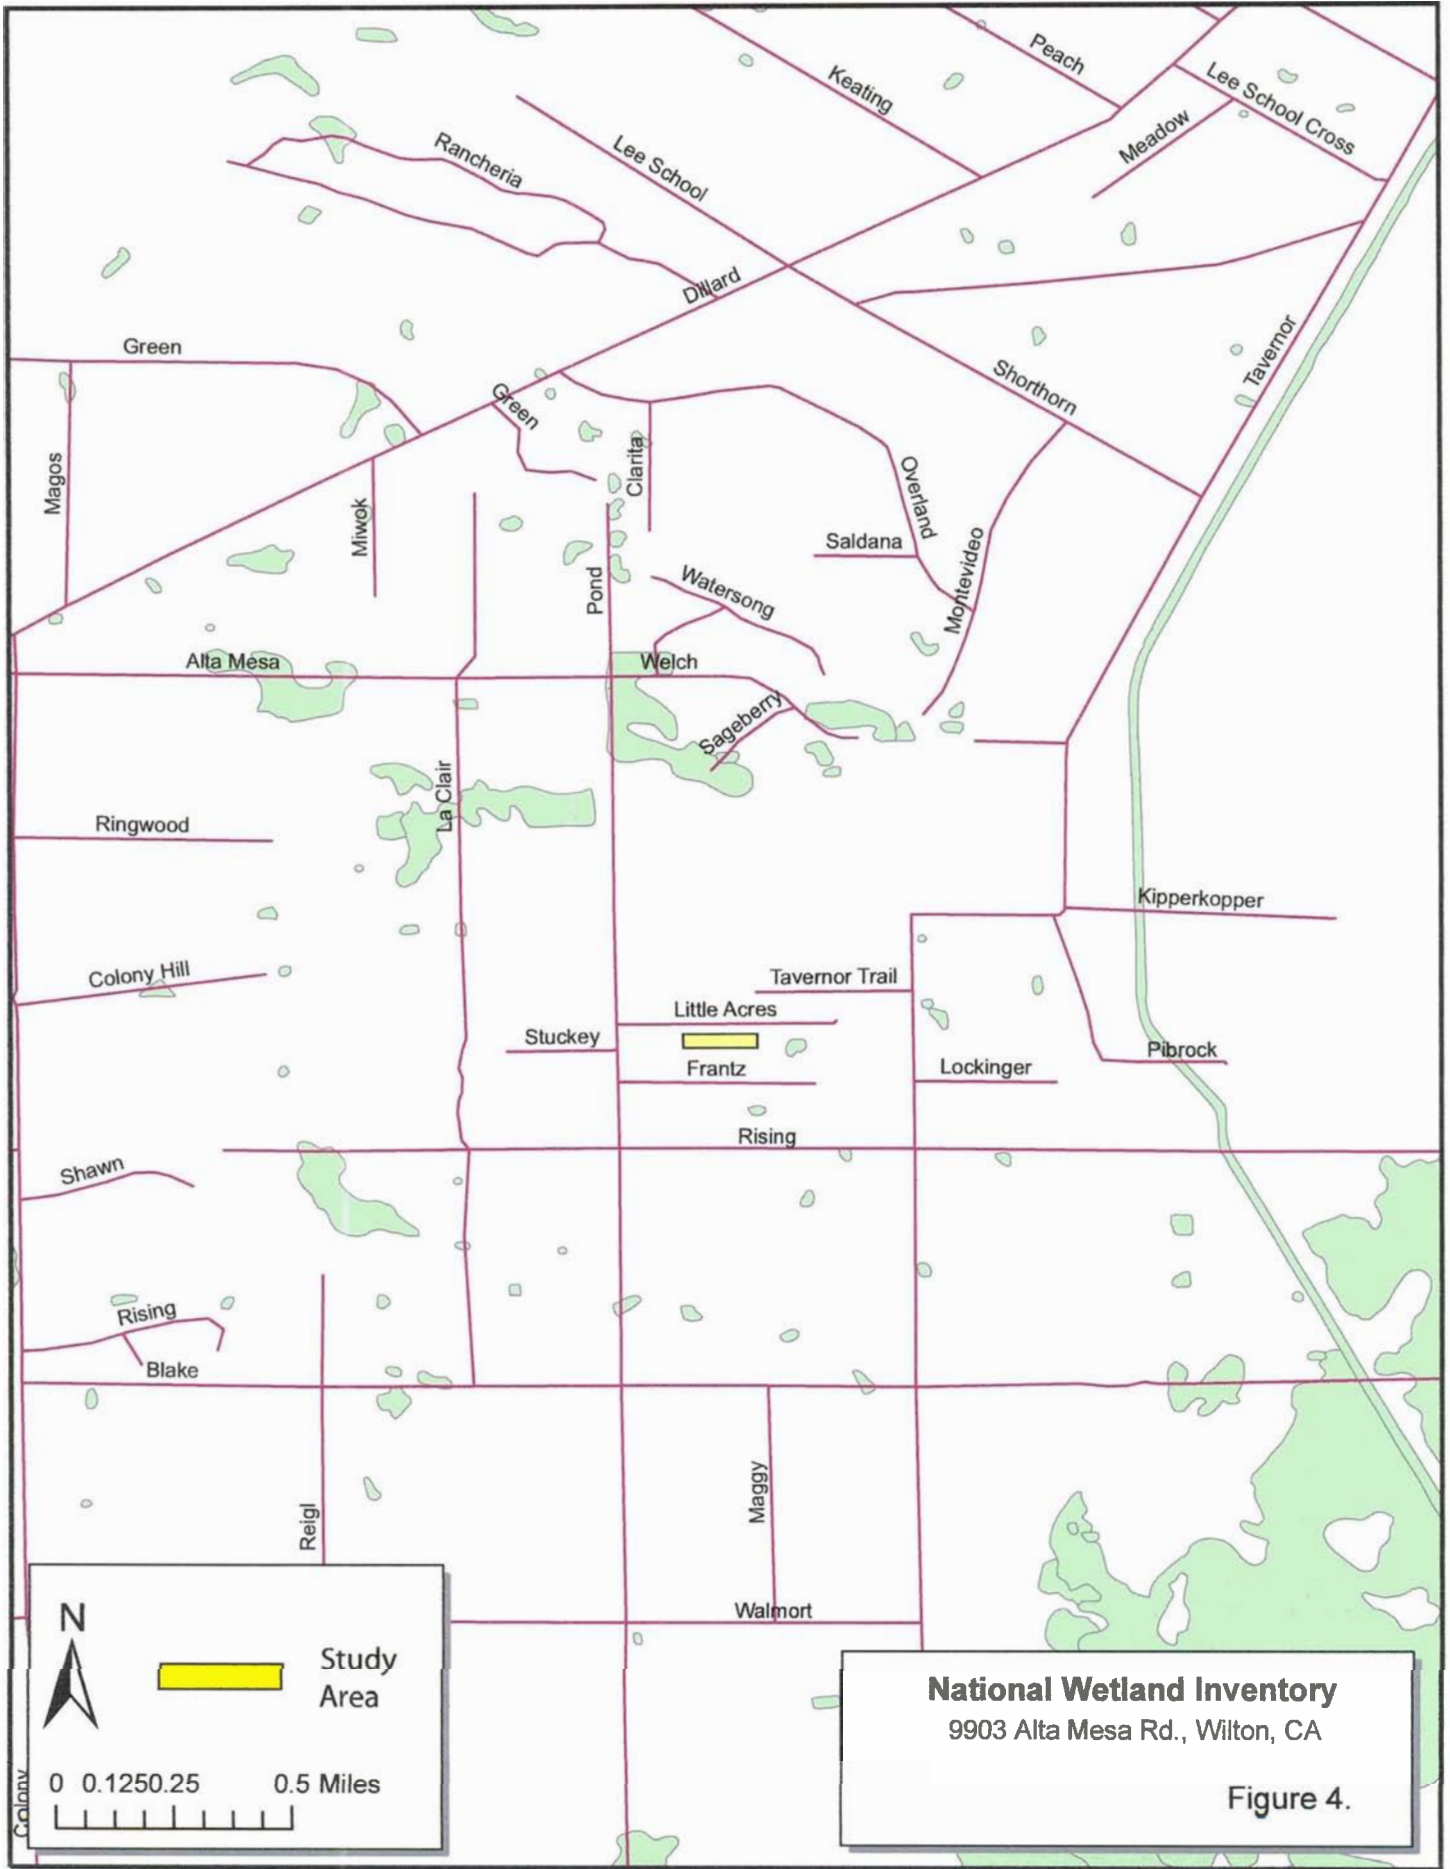 Peach
Keating
Lee School Cross
Meadow
Lee School
Rancheria
Dillard
Green
Tavernor
Shorthorn
Green
Clarita
Magos
Overland
Miwok
Saldana
Montevideo
Pond
Watersong
Alta Mesa
Welch
Sageberry
La Clair
Ringwood
Kipperkopper
Colony Hill
Tavernor Trail
Little Acres
Stuckey
Pibrock
Frantz
Lockinger
Rising
Shawn
Rising
Blake
Maggy
Reigl
Walmort
N
Study
Area
0 0.1250.25 0.5 Miles
Colony
National Wetland Inventory
9903 Alta Mesa Rd., Wilton, CA
Figure 4.